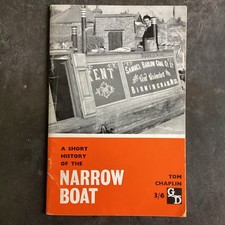 KENT
SAMUEL BARLOW COAL Co Ltd
BIRMINGHAM
A SHORT
HISTORY
OF THE
NARROW
BOAT
TOM
CHAPLIN
3/6
G
D